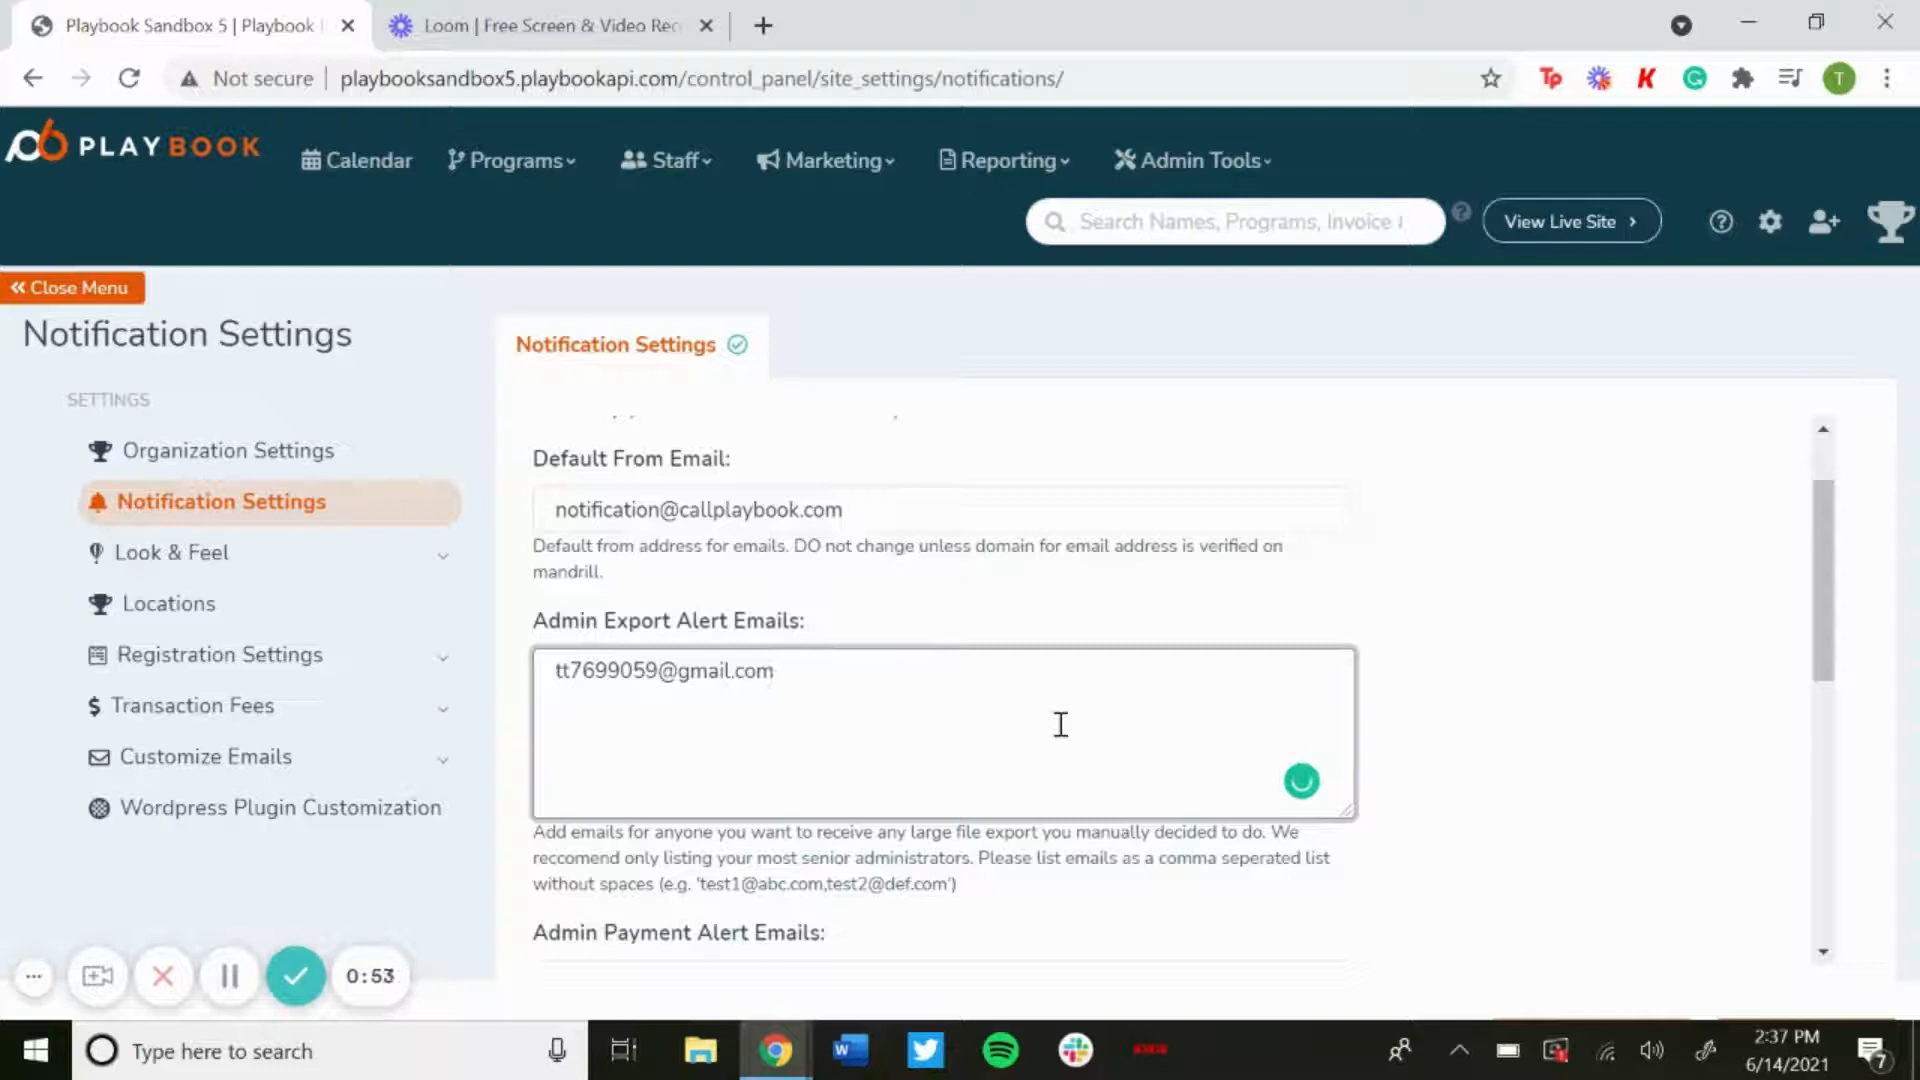 Playbook Sandbox 5 | Playbook
Loom | Free Screen & Video Rec
Not secure
playbooksandbox5.playbookapi.com/control_panel/site_settings/notifications/
Tp
K
G
T
PLAYBOOK
Calendar
Programs
Staff
Marketing
Reporting
Admin Tools
Search Names, Programs, Invoice
View Live Site
Close Menu
Notification Settings
SETTINGS
Organization Settings
Notification Settings
Look & Feel
Locations
Registration Settings
Transaction Fees
Customize Emails
Wordpress Plugin Customization
Notification Settings
Default From Email:
notification@callplaybook.com
Default from address for emails. DO not change unless domain for email address is verified on
mandrill.
Admin Export Alert Emails:
tt7699059@gmail.com
Add emails for anyone you want to receive any large file export you manually decided to do. We
reccomend only listing your most senior administrators. Please list emails as a comma seperated list
without spaces (e.g. 'test1@abc.com,test2@def.com')
Admin Payment Alert Emails:
0:53
Type here to search
W
2:37 PM
6/14/2021
7